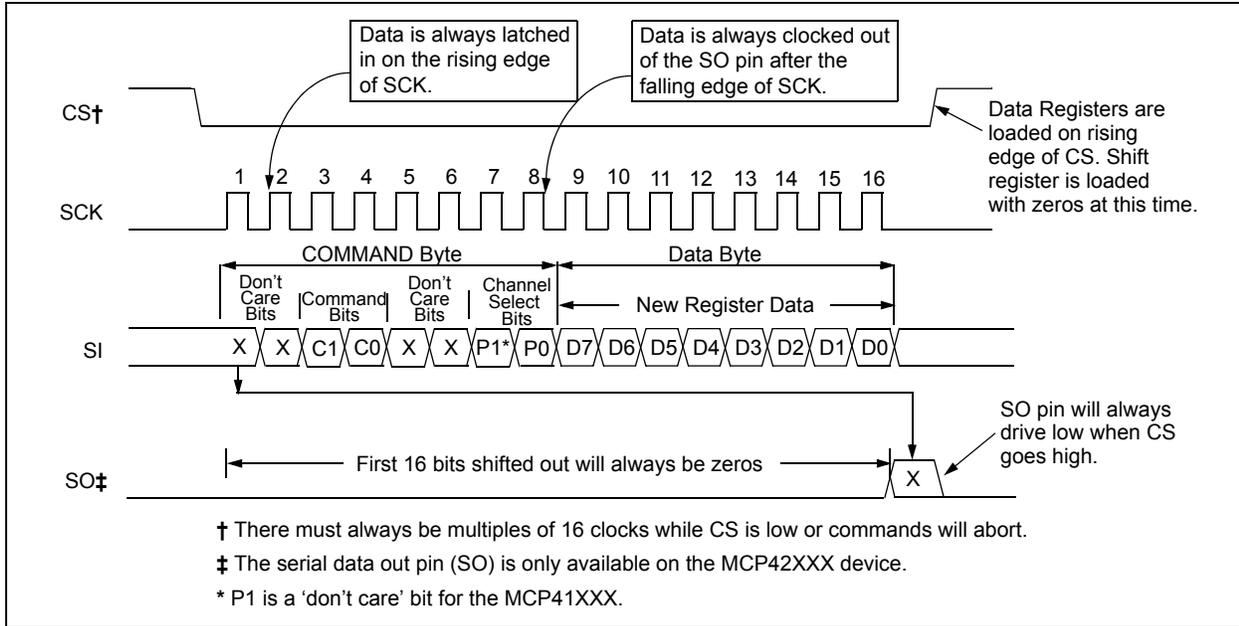 Data is always latched
in on the rising edge
of SCK.
Data is always clocked out
of the SO pin after the
falling edge of SCK.
CS†
Data Registers are
loaded on rising
edge of CS. Shift
register is loaded
with zeros at this time.
1 2 3 4 5 6 7 8 9 10 11 12 13 14 15 16
SCK
COMMAND Byte
Data Byte
Don't
Care
Bits
Command
Bits
Don't
Care
Bits
Channel
Select
Bits
New Register Data
SI
X X C1 C0 X X P1* P0 D7 D6 D5 D4 D3 D2 D1 D0
SO pin will always
drive low when CS
goes high.
First 16 bits shifted out will always be zeros
X
SO‡
† There must always be multiples of 16 clocks while CS is low or commands will abort.
‡ The serial data out pin (SO) is only available on the MCP42XXX device.
* P1 is a ‘don’t care’ bit for the MCP41XXX.